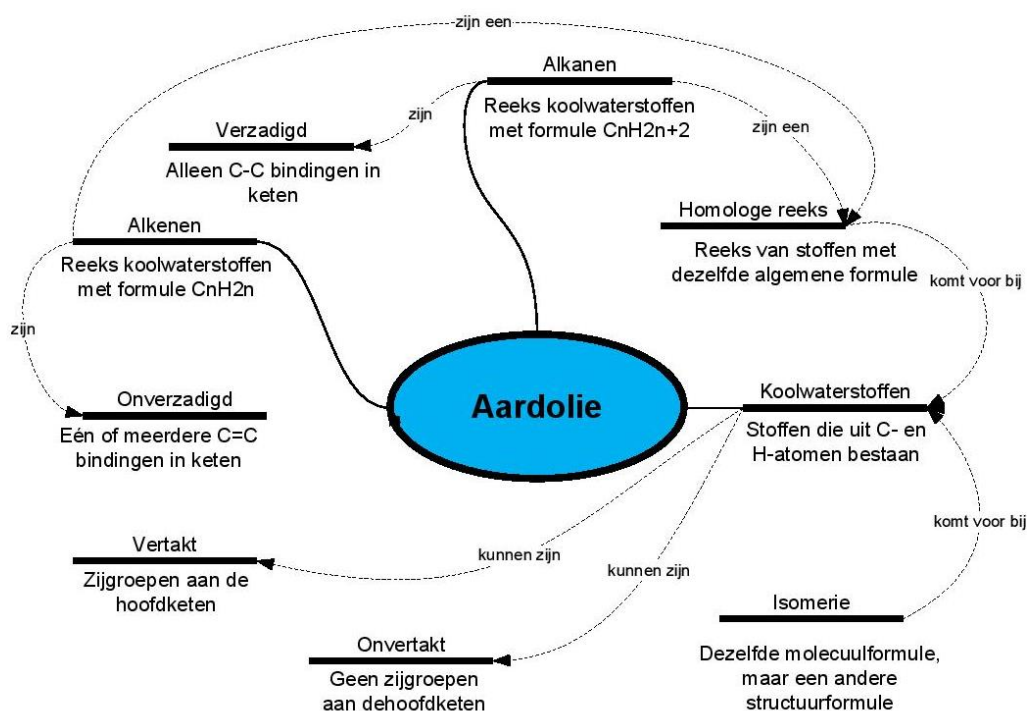 zijn een
Alkanen
Reeks koolwaterstoffen
met formule CnH2n+2
zijn
zijn een
Verzadigd
Alleen C-C bindingen in
keten
Homologe reeks
Reeks van stoffen met
dezelfde algemene formule
Alkenen
Reeks koolwaterstoffen
met formule CnH2n
komt voor bij
zijn
Aardolie
Onverzadigd
Eén of meerdere C=C
bindingen in keten
Koolwaterstoffen
Stoffen die uit C- en
H-atomen bestaan
komt voor bij
Vertakt
Zijgroepen aan de
hoofdketen
kunnen zijn
kunnen zijn
Isomerie
Dezelfde molecuulformule,
maar een andere
structuurformule
Onvertakt
Geen zijgroepen
aan dehoofdketen